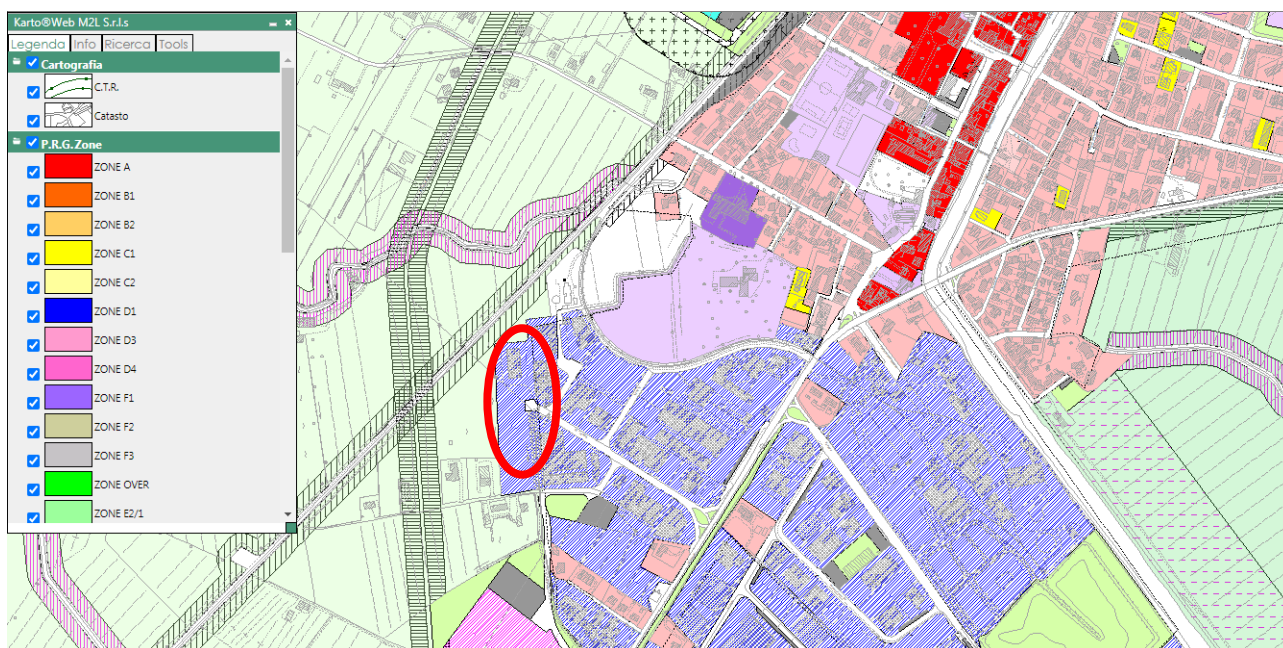 Karto®Web M2L S.r.l.s
Legenda Info Ricerca Tools
Cartografia
C.T.R.
Catasto
P.R.G.Zone
ZONE A
ZONE B1
ZONE B2
ZONE C1
ZONE C2
ZONE D1
ZONE D3
ZONE D4
ZONE F1
ZONE F2
ZONE F3
ZONE OVER
ZONE E2/1